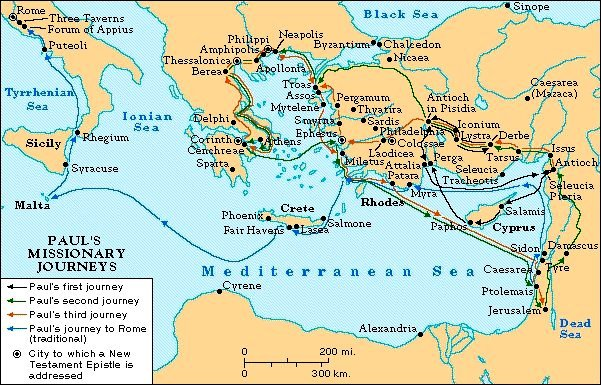 Rome
Three Taverns
Forum of Appius
Puteoli
Tyrrhenian
Sea
Ionian
Sea
Sicily
Rhegium
Syracuse
Malta
Black Sea
Sinope
Philippi
Neapolis
Amphipolis
Thessalonica
Berea
Apollonia
Byzantium
Chalcedon
Nicaea
Troas
Assos
Mytelene
Pergamum
Thyatira
Smyrna
Sardis
Ephesus
Philadelphia
Colossae
Laodicea
Miletus
Attalia
Perga
Patara
Myra
Antioch
in Pisidia
Iconium
Lystra
Derbe
Tarsus
Caesarea
(Mazaca)
Issus
Antioch
Seleucia
Tracheotis
Seleucia
Pieria
Delphi
Corinth
Athens
Cenchreae
Sparta
Rhodes
Crete
Phoenix
Fair Havens
Lasea
Salmone
Salamis
Cyprus
Paphos
Sidon
Damascus
Caesarea
Tyre
Ptolemais
Jerusalem
Dead
Sea
Mediterranean Sea
Cyrene
Alexandria
PAUL'S
MISSIONARY
JOURNEYS
Paul's first journey
Paul's second journey
Paul's third journey
Paul's journey to Rome
(traditional)
City to which a New
Testament Epistle is
addressed
0 200 mi.
0 300 km.